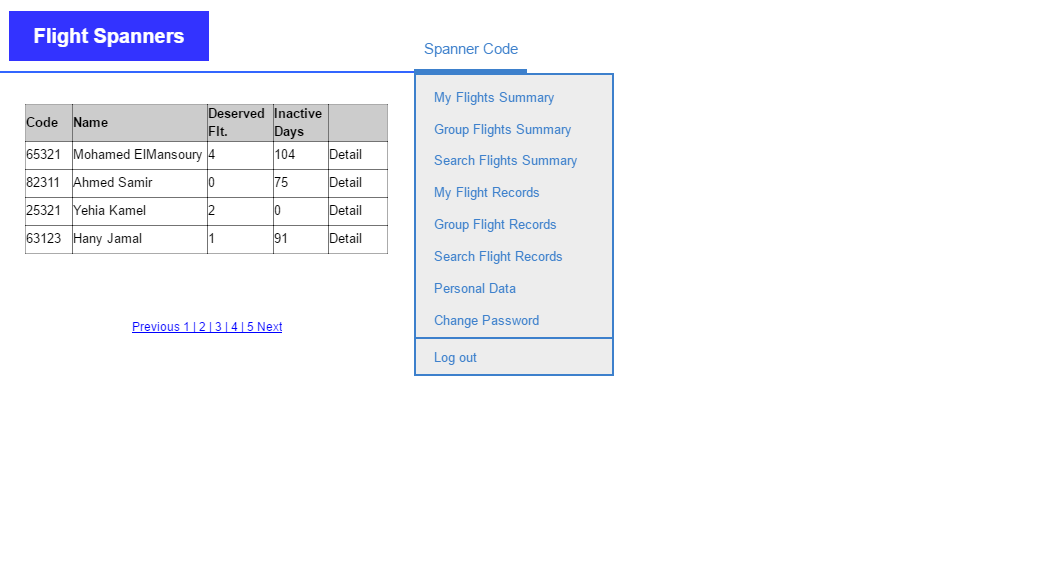 Flight Spanners
Spanner Code
Code Name Deserved Flt. Inactive Days
65321 Mohamed ElMansoury 4 104 Detail
82311 Ahmed Samir 0 75 Detail
25321 Yehia Kamel 2 0 Detail
63123 Hany Jamal 1 91 Detail
Previous 1 | 2 | 3 | 4 | 5 Next
My Flights Summary
Group Flights Summary
Search Flights Summary
My Flight Records
Group Flight Records
Search Flight Records
Personal Data
Change Password
Log out